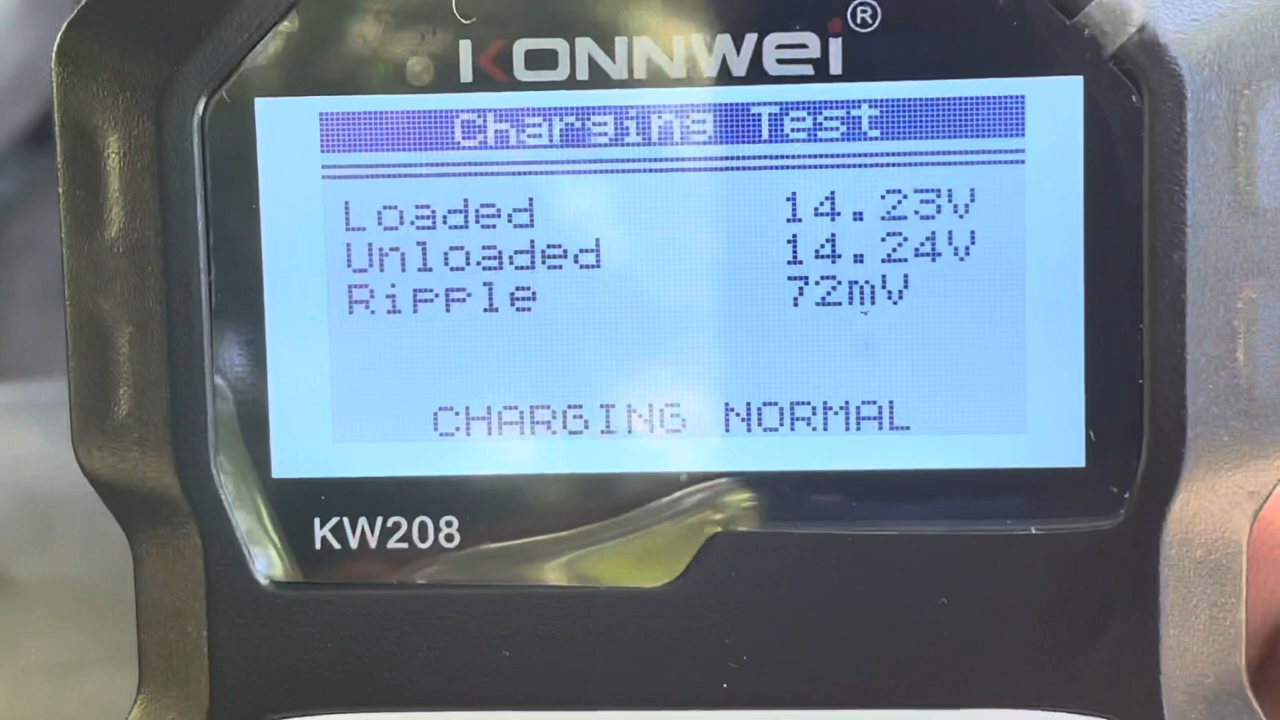 KONNWEI®
Charging Test
Loaded 14.23V
Unloaded 14.24V
Ripple 72mV
CHARGING NORMAL
KW208